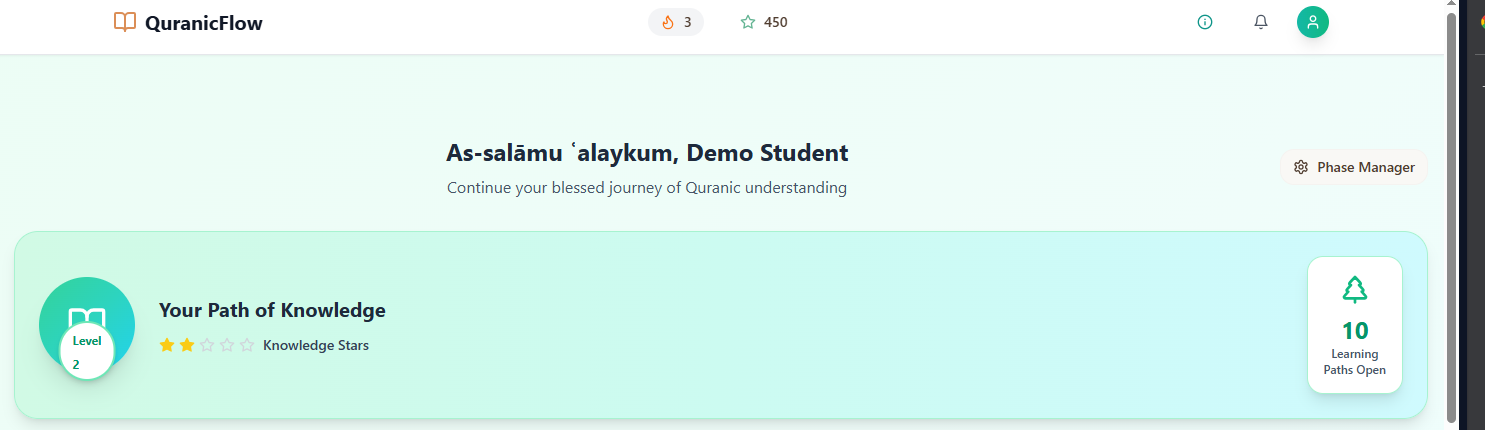 QuranicFlow
3
450
As-salāmu ʿalaykum, Demo Student
Continue your blessed journey of Quranic understanding
Phase Manager
Your Path of Knowledge
Level
2
Knowledge Stars
10
Learning
Paths Open